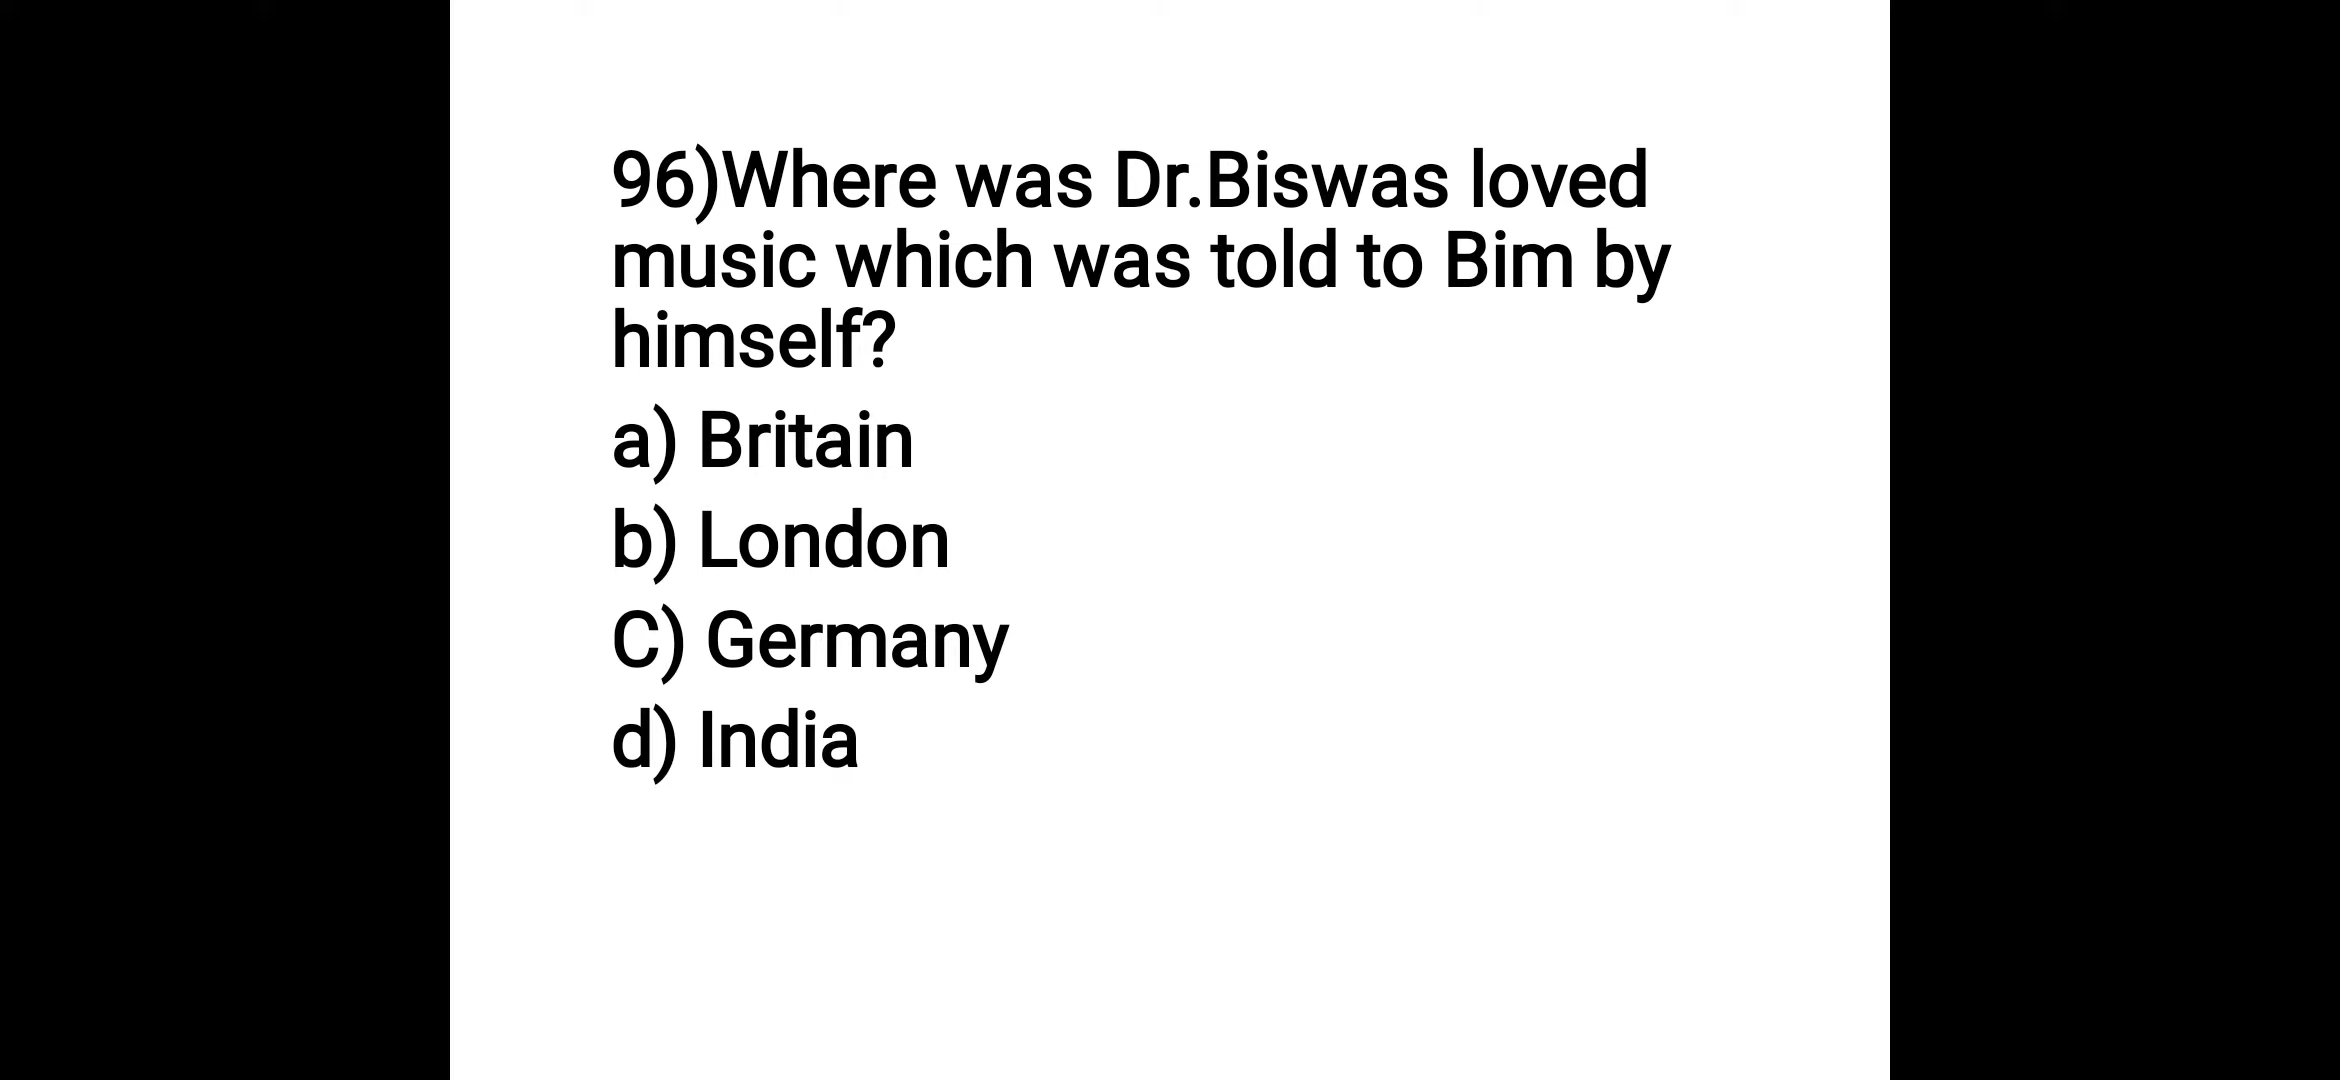 96)Where was Dr.Biswas loved
music which was told to Bim by
himself?
a) Britain
b) London
C) Germany
d) India